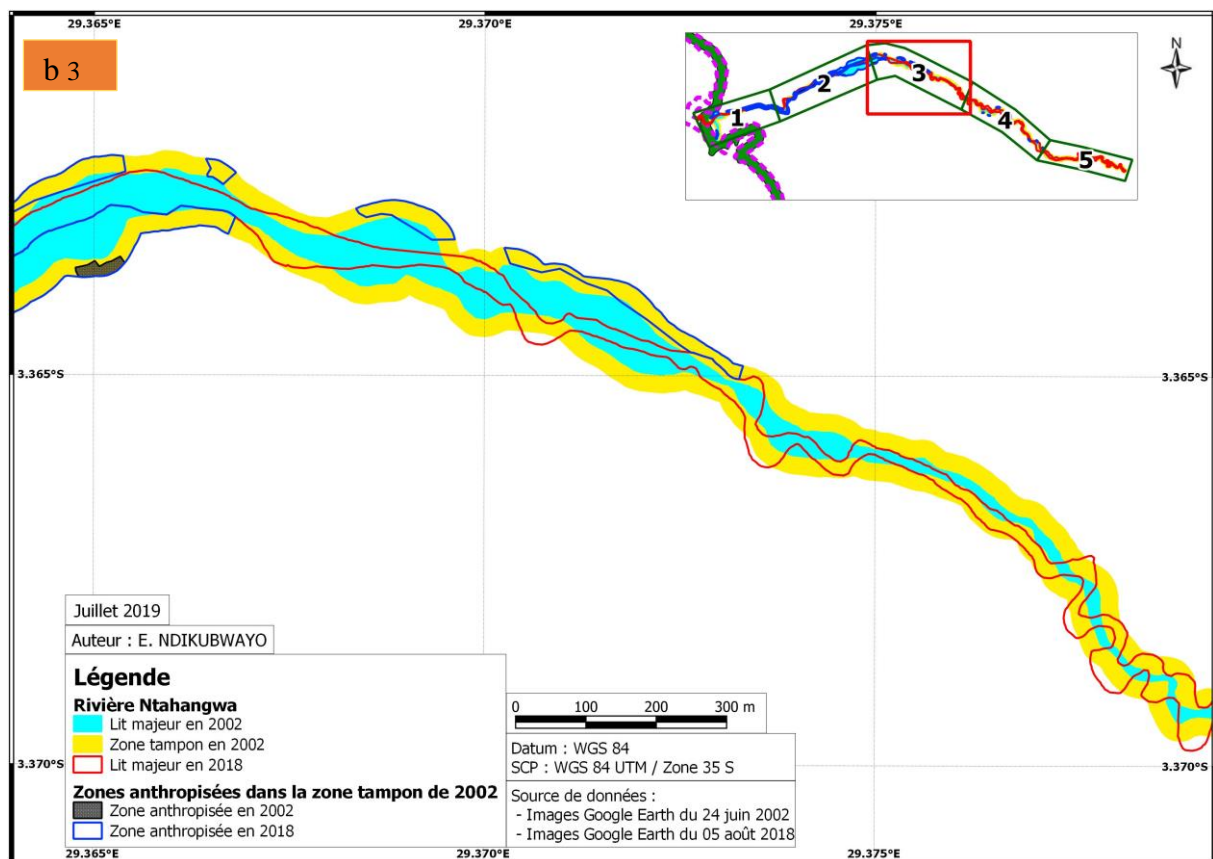 29.365°E
29.370°E
29.375°E
b 3
N
1
2
3
4
5
3.365°S
3.365°S
Juillet 2019
Auteur : E. NDIKUBWAYO
Légende
Rivière Ntahangwa
Lit majeur en 2002
Zone tampon en 2002
Lit majeur en 2018
Zones anthropisées dans la zone tampon de 2002
Zone anthropisée en 2002
Zone anthropisée en 2018
0 100 200 300 m
Datum : WGS 84
SCP : WGS 84 UTM / Zone 35 S
Source de données :
- Images Google Earth du 24 juin 2002
- Images Google Earth du 05 août 2018
3.370°S
3.370°S
29.365°E
29.370°E
29.375°E